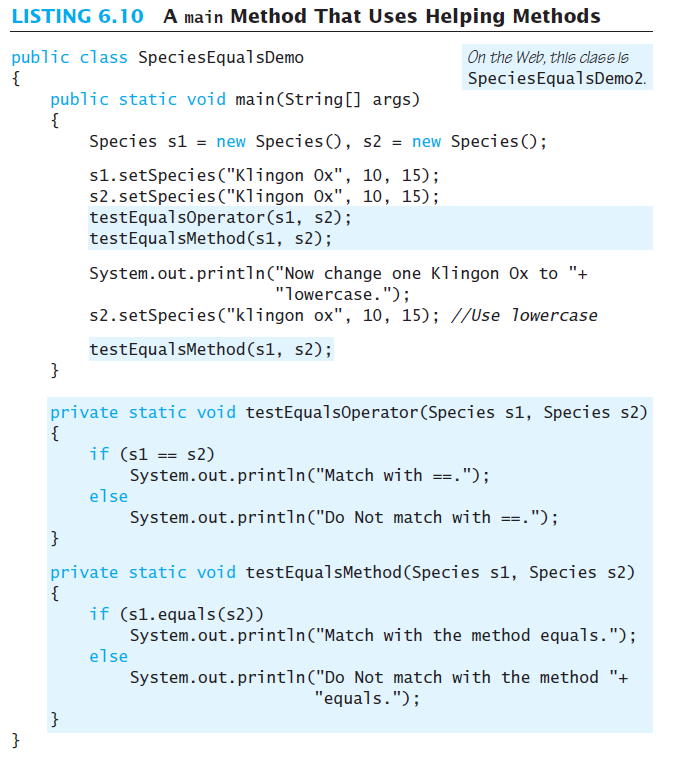 LISTING 6.10 A main Method That Uses Helping Methods
public class SpeciesEqualsDemo
On the Web, this class is
SpeciesEqualsDemo2.
{
public static void main(String[] args)
{
Species s1 = new Species(), s2 = new Species();
s1.setSpecies("Klingon Ox", 10, 15);
s2.setSpecies("Klingon Ox", 10, 15);
testEqualsOperator(s1, s2);
testEqualsMethod(s1, s2);
System.out.println("Now change one Klingon Ox to "+
"lowercase.");
s2.setSpecies("klingon ox", 10, 15); //Use lowercase
testEqualsMethod(s1, s2);
}
private static void testEqualsOperator(Species s1, Species s2)
{
if (s1 == s2)
System.out.println("Match with ==.");
else
System.out.println("Do Not match with ==.");
}
private static void testEqualsMethod(Species s1, Species s2)
{
if (s1.equals(s2))
System.out.println("Match with the method equals.");
else
System.out.println("Do Not match with the method "+
"equals.");
}
}